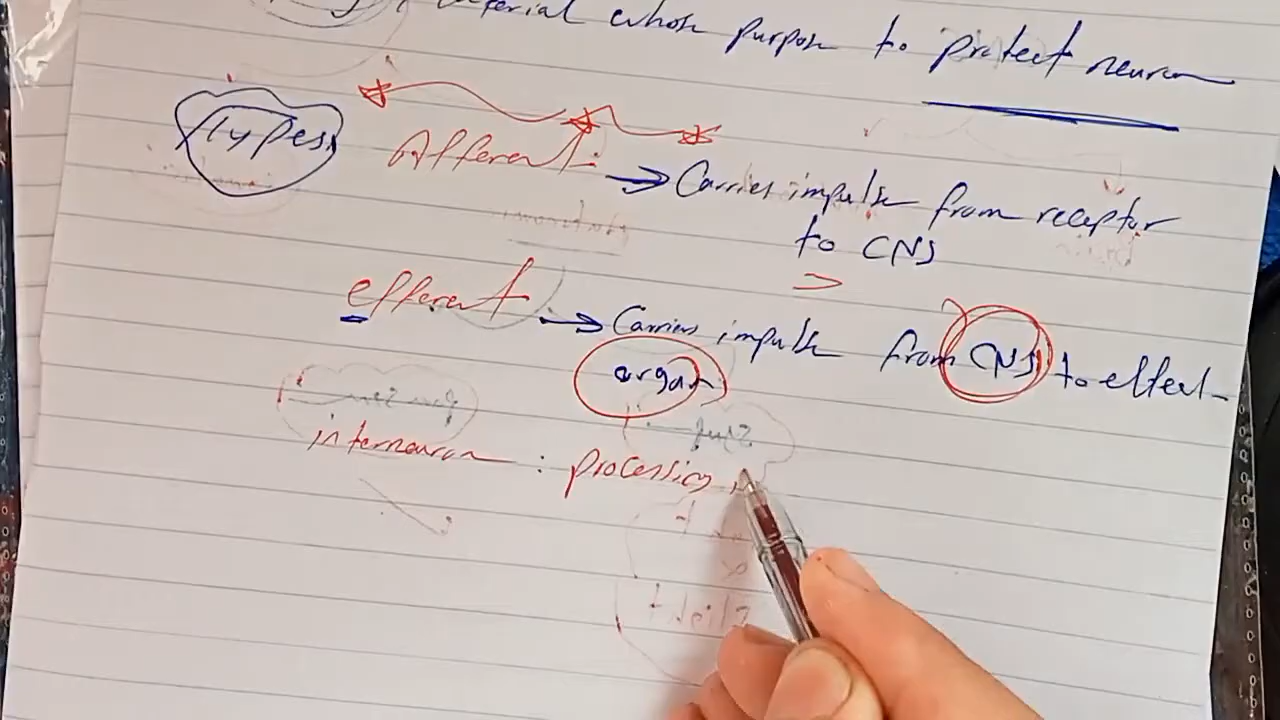 material whose purpose to protect neuron
Types
Afferent → Carries impulse from receptor
to CNS
efferent → Carries impulse from CNS to effect-
organ
interneuron : processing